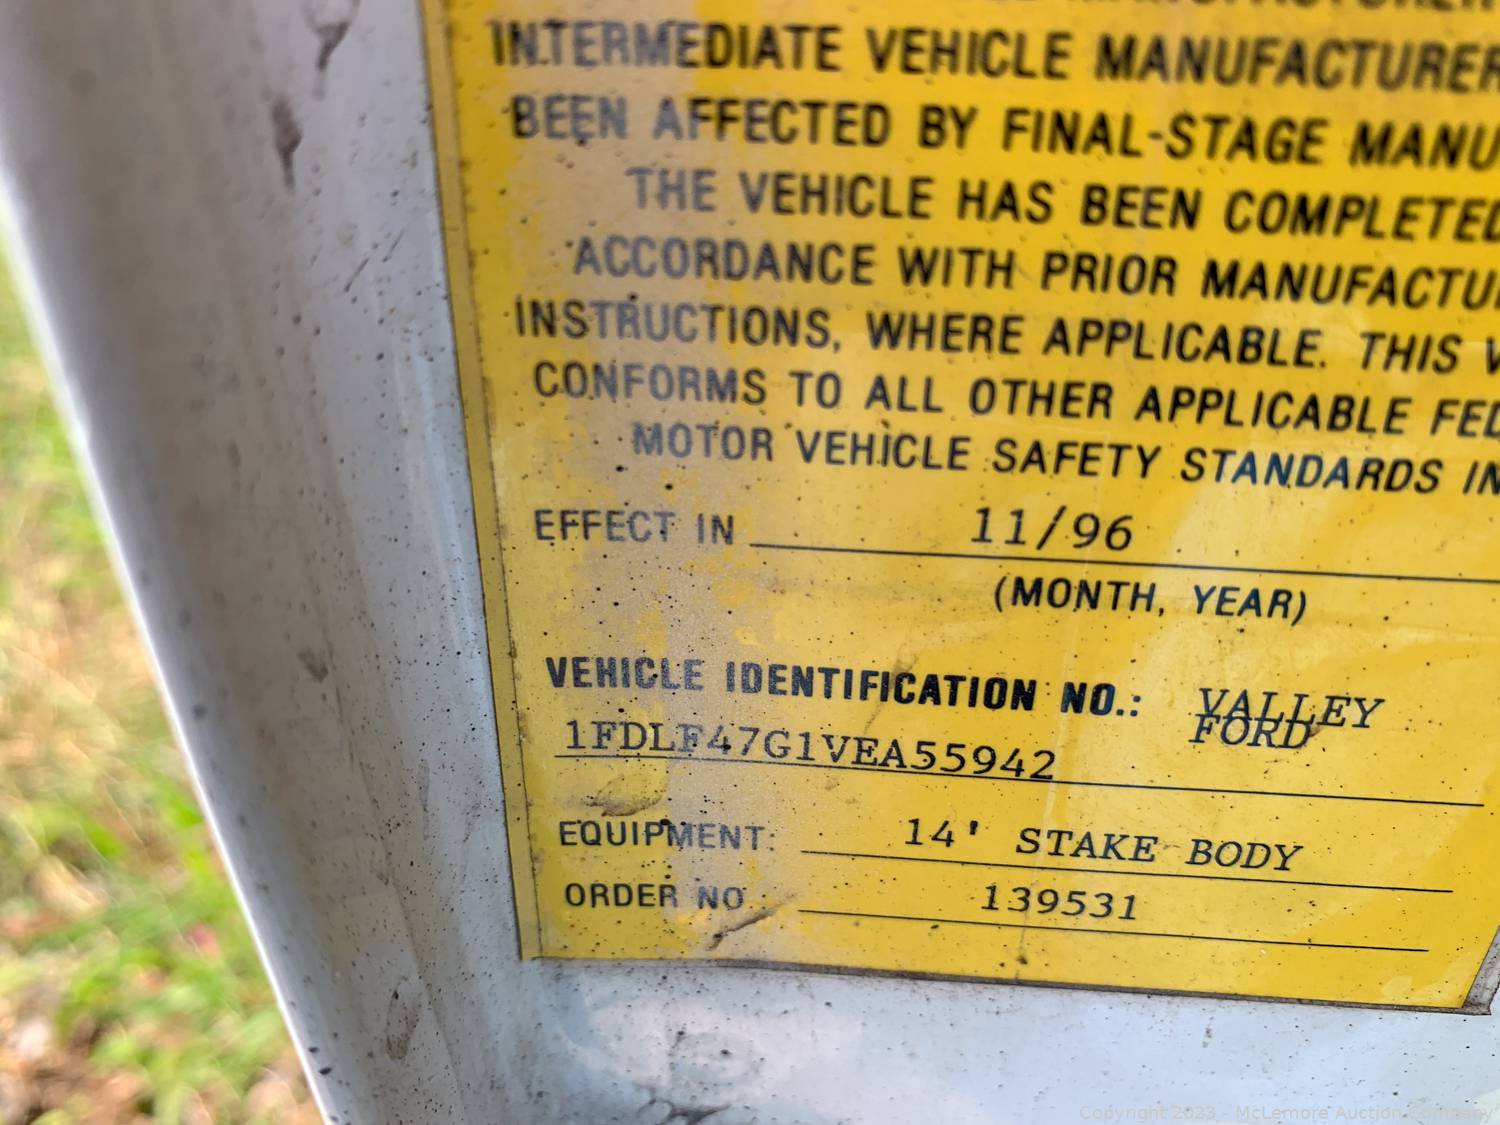 INTERMEDIATE VEHICLE MANUFACTURER
BEEN AFFECTED BY FINAL-STAGE MANU
THE VEHICLE HAS BEEN COMPLETED
ACCORDANCE WITH PRIOR MANUFACTU
INSTRUCTIONS, WHERE APPLICABLE. THIS V
CONFORMS TO ALL OTHER APPLICABLE FED
MOTOR VEHICLE SAFETY STANDARDS IN
EFFECT IN 11/96
(MONTH, YEAR)
VEHICLE IDENTIFICATION NO.: VALLEY
FORD
1FDLF47G1VEA55942
EQUIPMENT: 14' STAKE BODY
ORDER NO.: 139531
Copyright 2023 - McLemore Auction Company